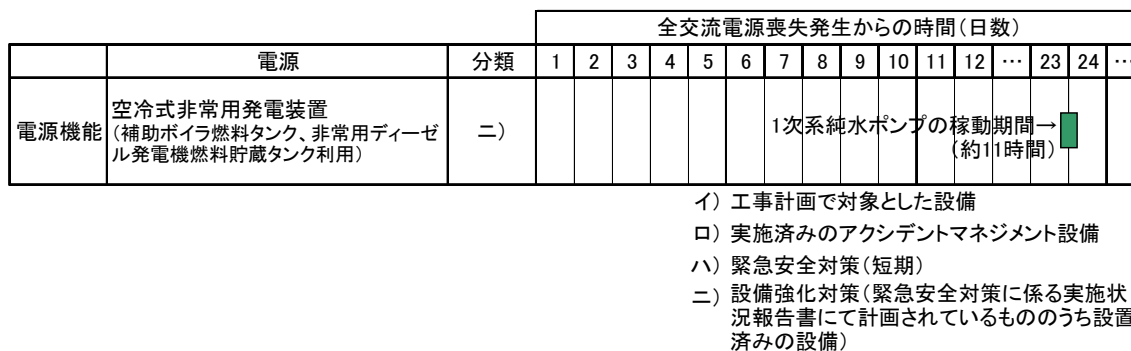 全交流電源喪失発生からの時間(日数)
電源 分類 1 2 3 4 5 6 7 8 9 10 11 12 … 23 24 …
電源機能
空冷式非常用発電装置
(補助ボイラ燃料タンク、非常用ディーゼ
ル発電機燃料貯蔵タンク利用)
ニ)
1次系純水ポンプの稼動期間→
(約11時間)
イ) 工事計画で対象とした設備
ロ) 実施済みのアクシデントマネジメント設備
ハ) 緊急安全対策(短期)
ニ) 設備強化対策(緊急安全対策に係る実施状
況報告書にて計画されているもののうち設置
済みの設備)